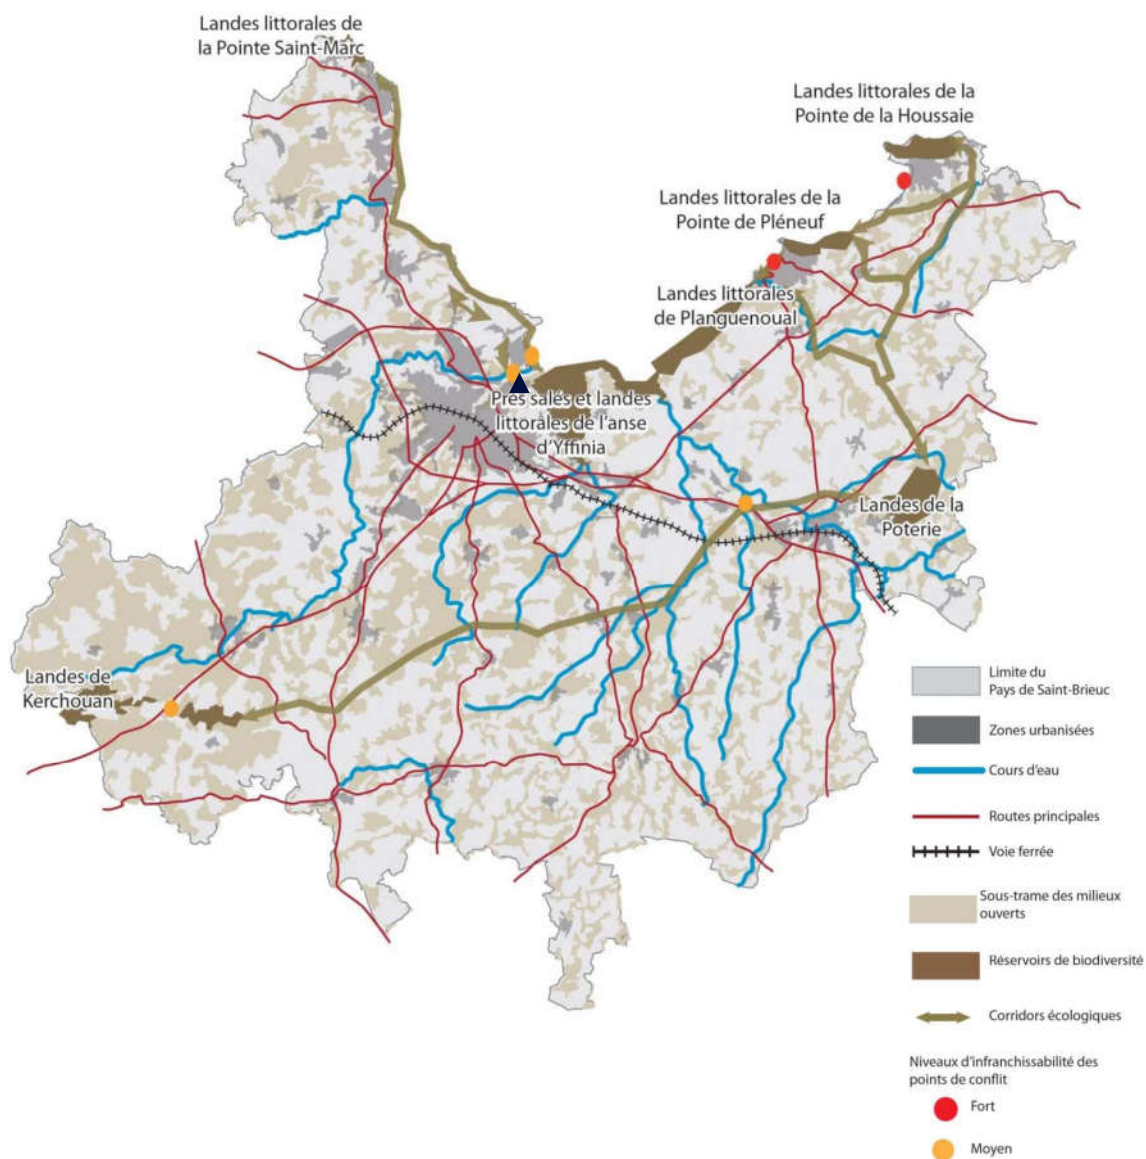 Landes littorales de
la Pointe Saint-Marc
Landes littorales de la
Pointe de la Houssaie
Landes littorales de la
Pointe de Pléneuf
Landes littorales
de Planguenoual
Prés salés et landes
littorales de l'anse
d'Yffinia
Landes de la
Poterie
Landes de
Kerchouan
Limite du
Pays de Saint-Brieuc
Zones urbanisées
Cours d'eau
Routes principales
Voie ferrée
Sous-trame des milieux
ouverts
Réservoirs de biodiversité
Corridors écologiques
Niveaux d'infranchissabilité des
points de conflit
Fort
Moyen